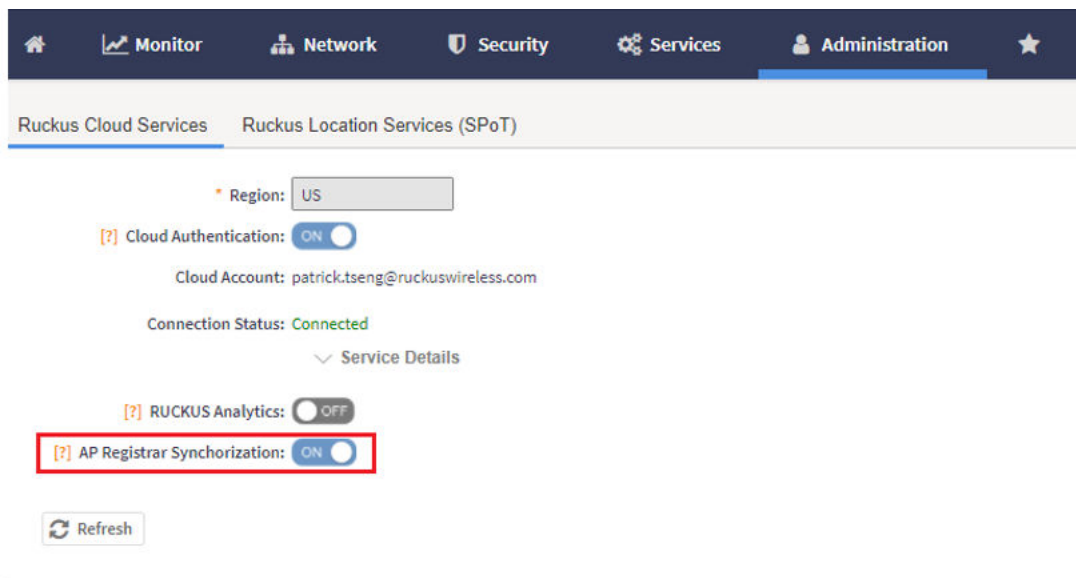 Monitor Network Security Services Administration
Ruckus Cloud Services Ruckus Location Services (SPoT)
* Region: US
[?] Cloud Authentication: ON
Cloud Account: patrick.tseng@ruckuswireless.com
Connection Status: Connected
Service Details
[?] RUCKUS Analytics: OFF
[?] AP Registrar Synchorization: ON
Refresh